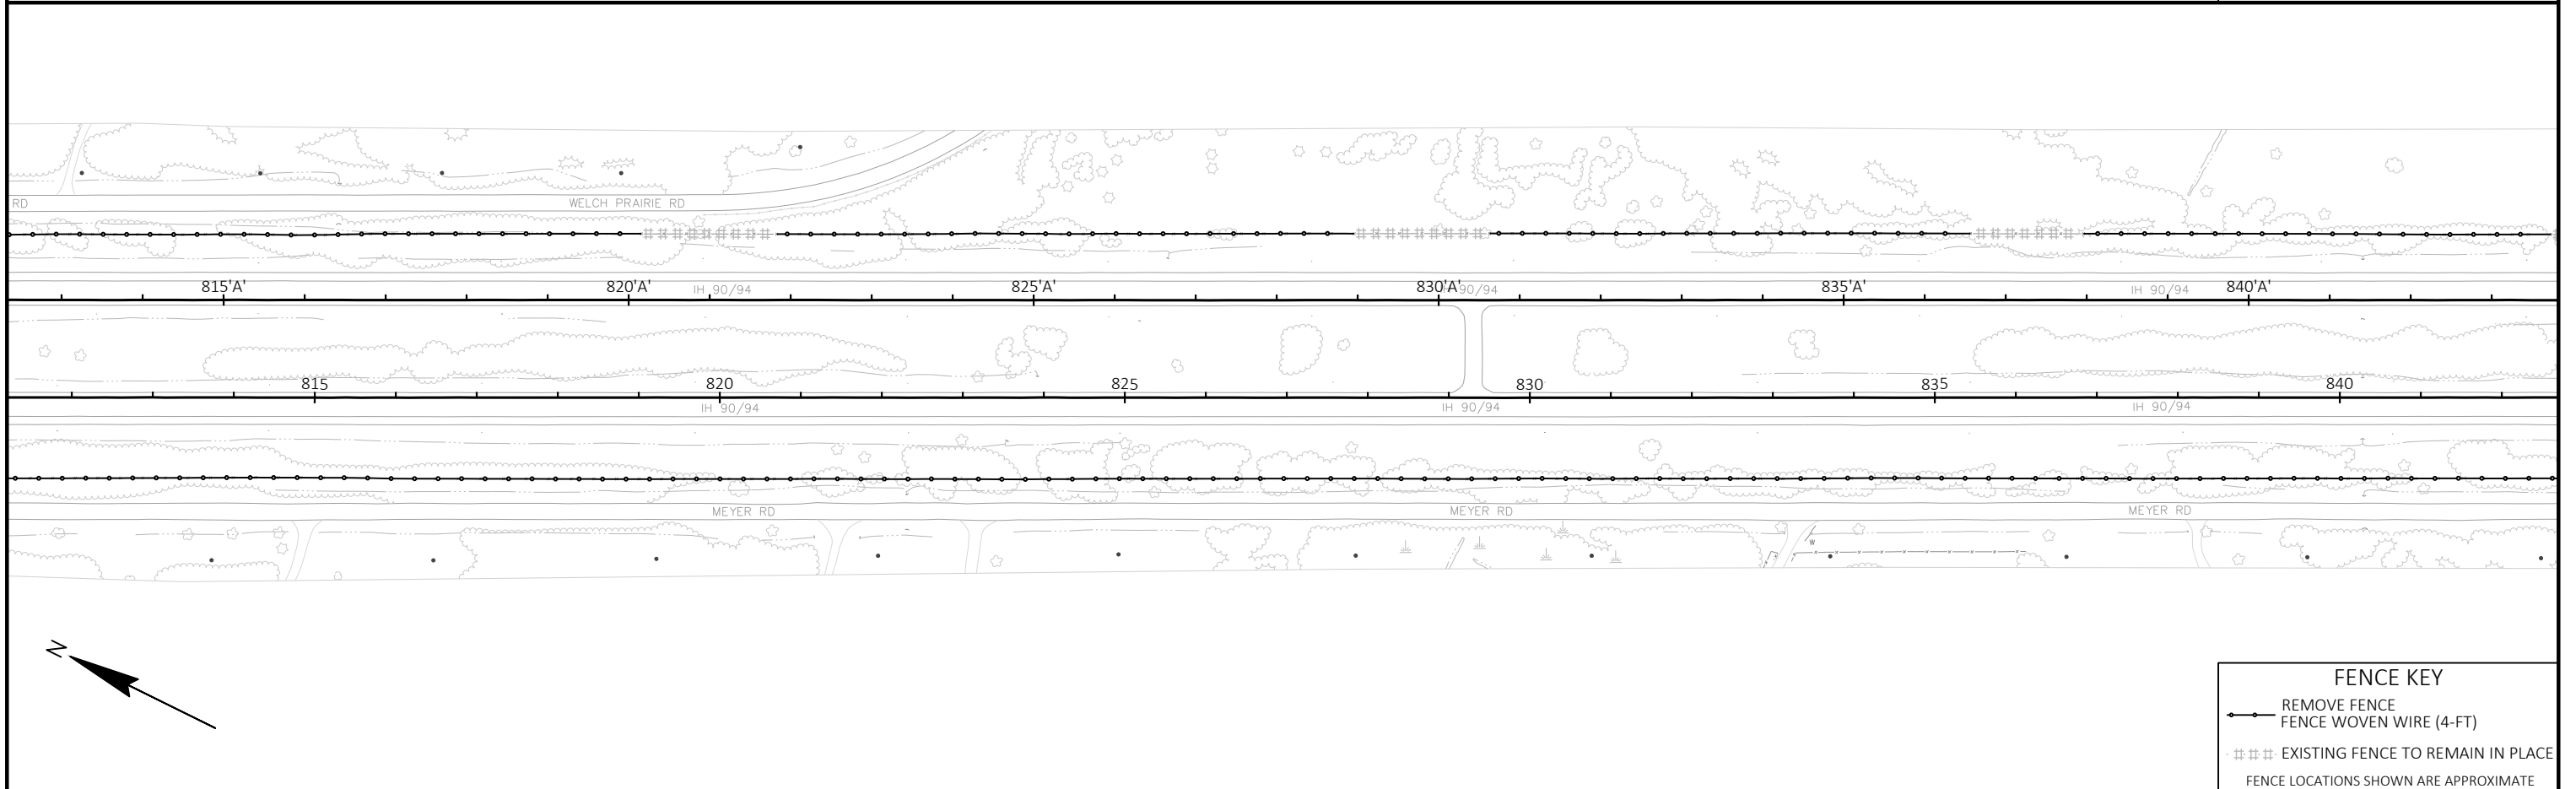 RD
WELCH PRAIRIE RD
815'A'
820'A'
IH 90/94
825'A'
830'A'
IH 90/94
835'A'
IH 90/94
840'A'
815
820
825
830
835
840
IH 90/94
IH 90/94
IH 90/94
MEYER RD
MEYER RD
MEYER RD
W
N
FENCE KEY
REMOVE FENCE
FENCE WOVEN WIRE (4-FT)
EXISTING FENCE TO REMAIN IN PLACE
FENCE LOCATIONS SHOWN ARE APPROXIMATE